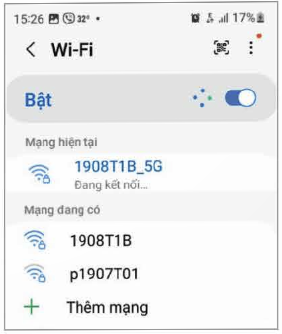 15:26 32° •
17%
Wi-Fi
Bật
Mạng hiện tại
1908T1B_5G
Đang kết nối...
Mạng đang có
1908T1B
p1907T01
Thêm mạng